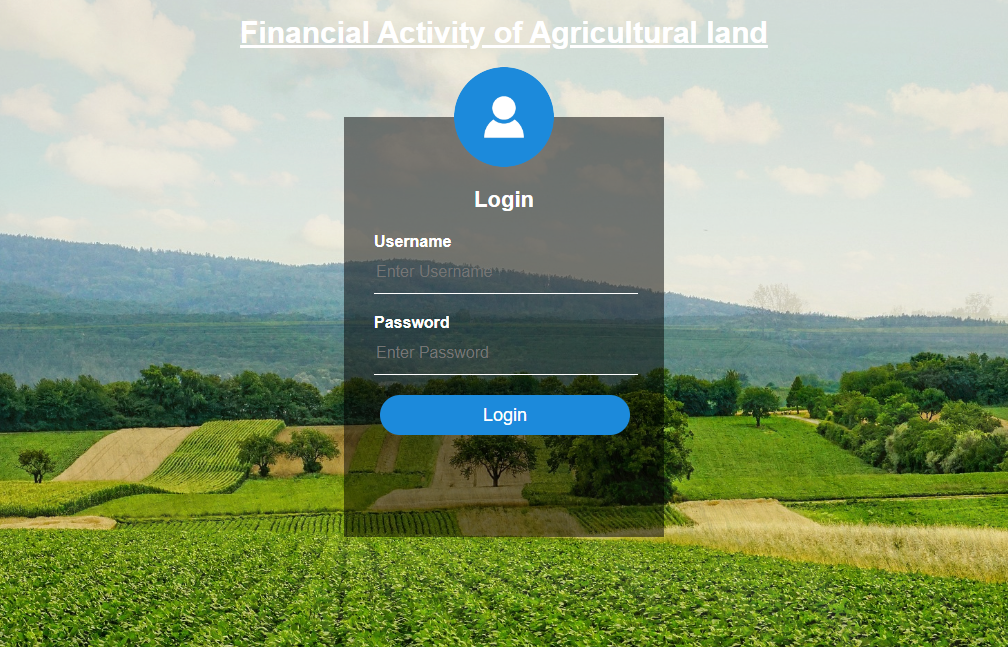 Financial Activity of Agricultural land
Login
Username
Enter Username
Password
Enter Password
Login